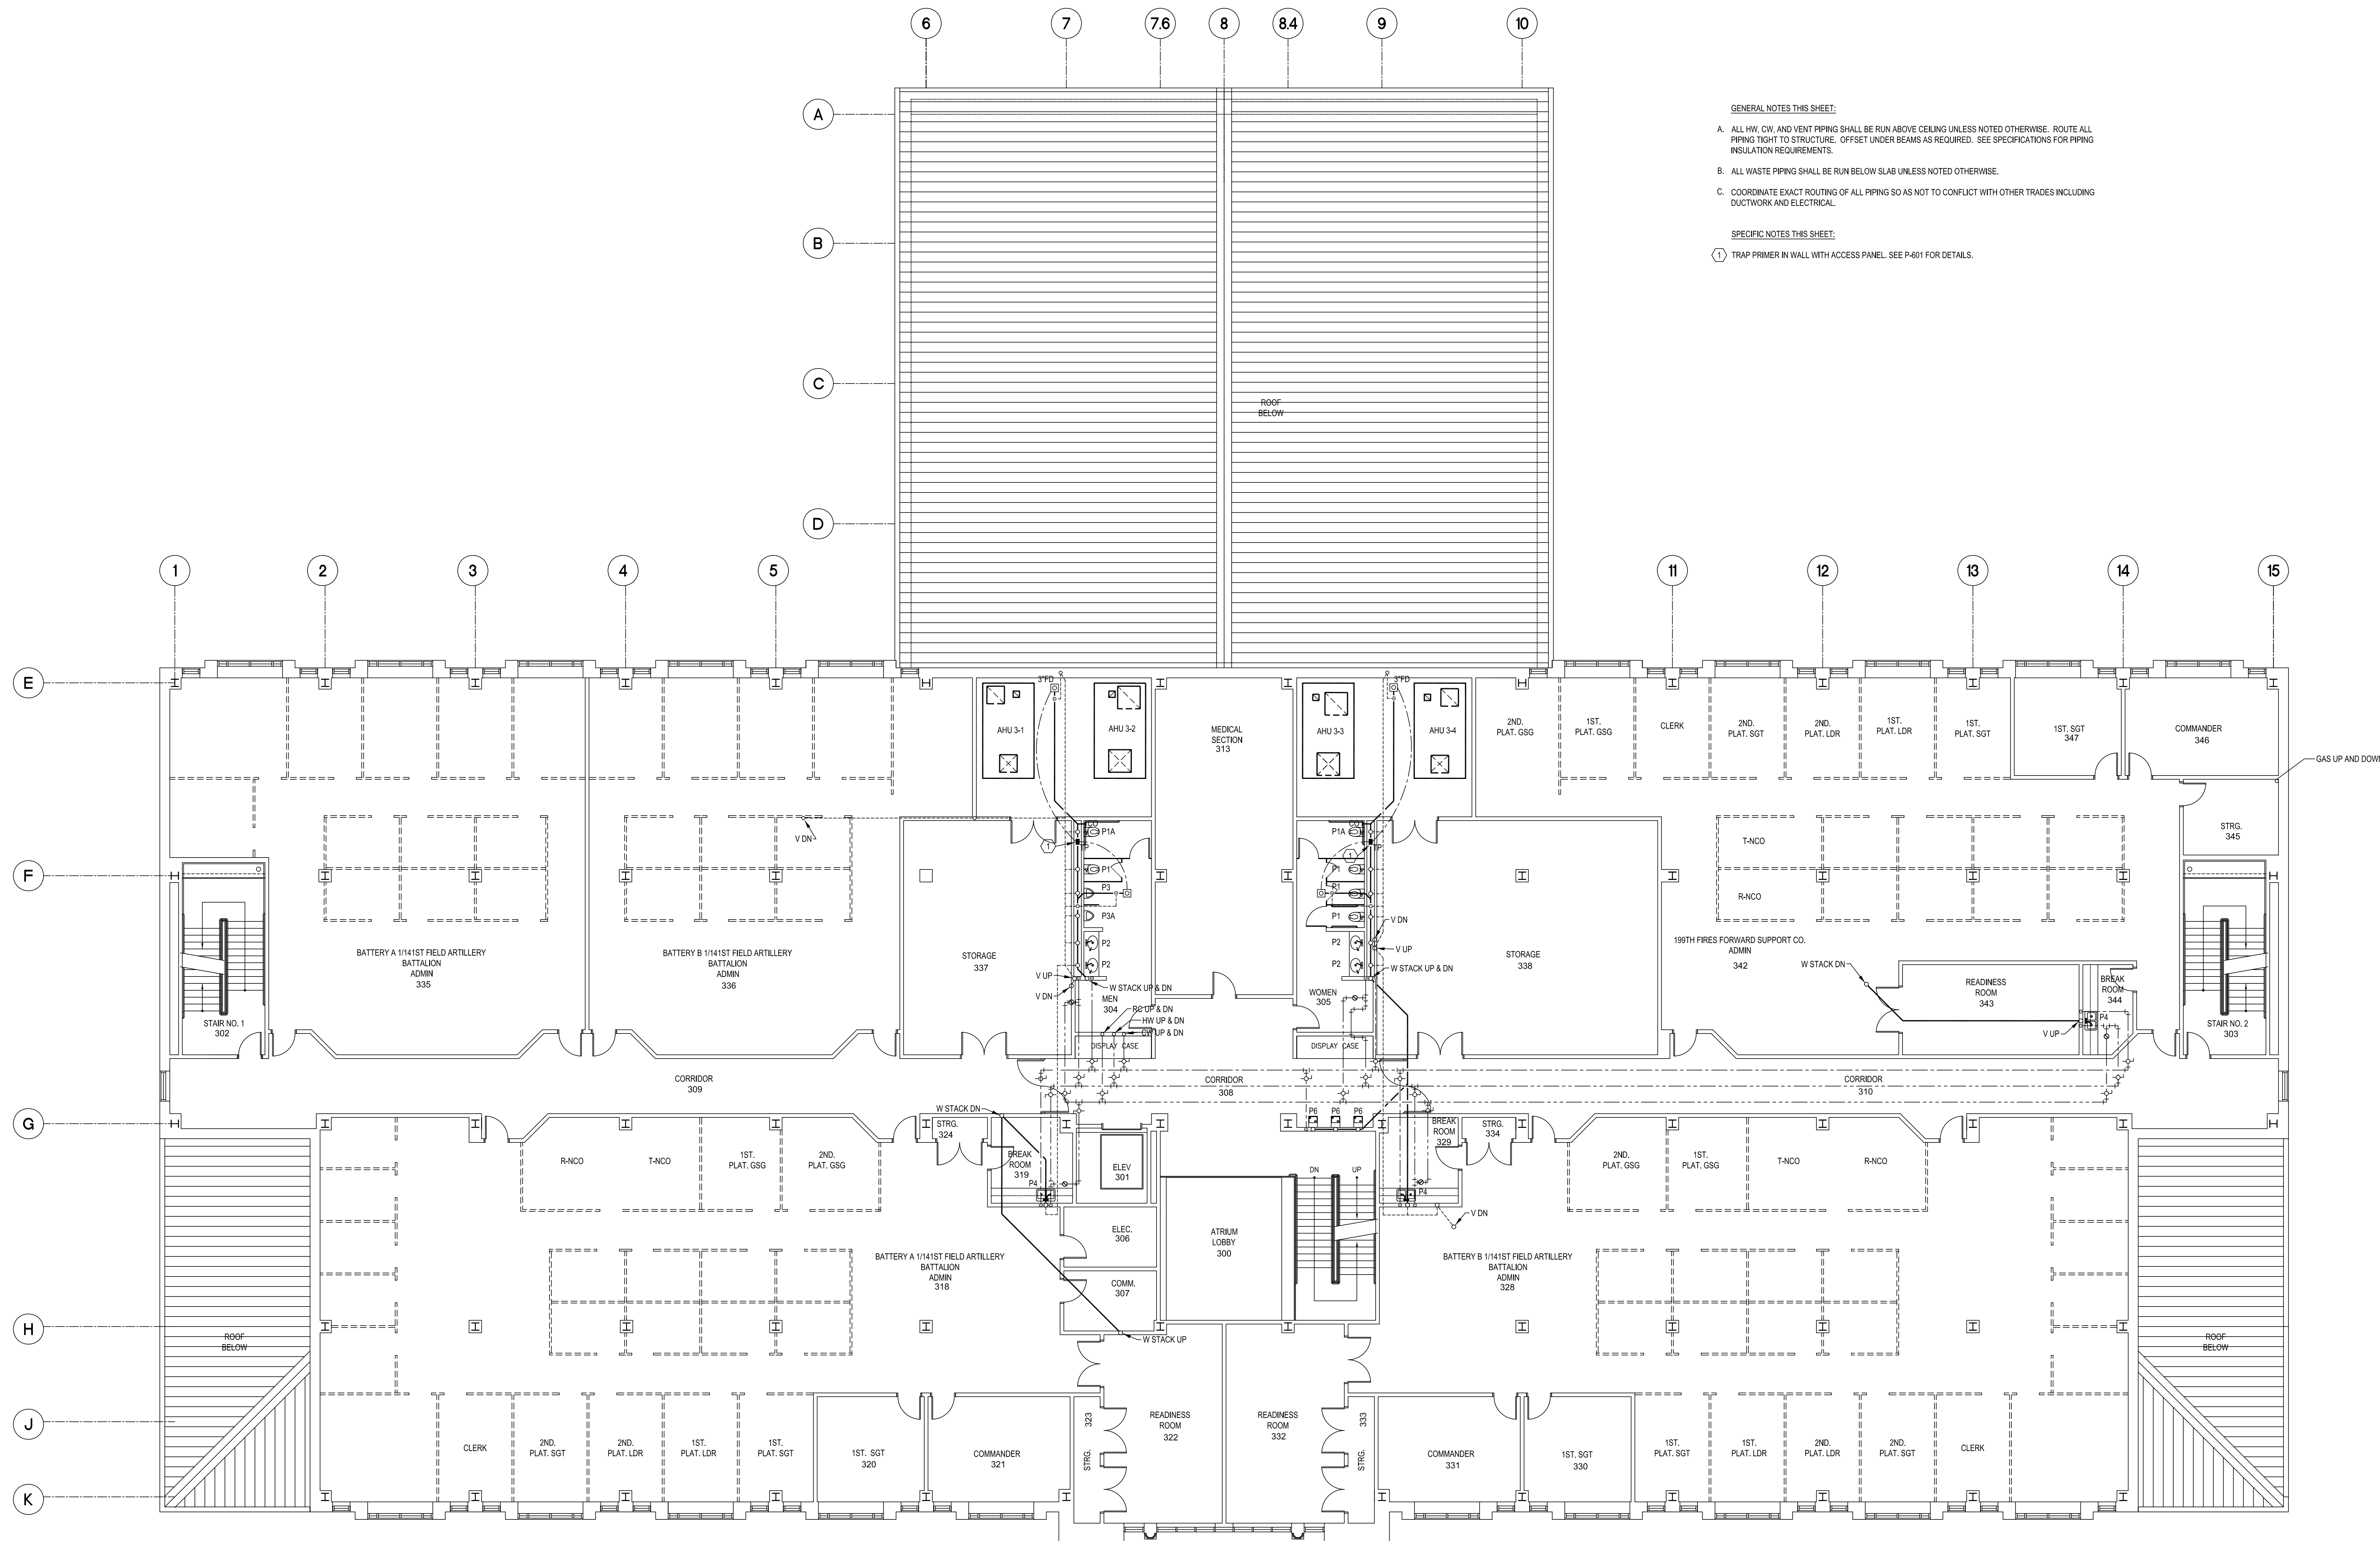 6
7
7.6
8
8.4
9
10
A
B
C
D
GENERAL NOTES THIS SHEET:
A. ALL HW, CW, AND VENT PIPING SHALL BE RUN ABOVE CEILING UNLESS NOTED OTHERWISE. ROUTE ALL
PIPING TIGHT TO STRUCTURE. OFFSET UNDER BEAMS AS REQUIRED. SEE SPECIFICATIONS FOR PIPING
INSULATION REQUIREMENTS.
B. ALL WASTE PIPING SHALL BE RUN BELOW SLAB UNLESS NOTED OTHERWISE.
C. COORDINATE EXACT ROUTING OF ALL PIPING SO AS NOT TO CONFLICT WITH OTHER TRADES INCLUDING
DUCTWORK AND ELECTRICAL.
SPECIFIC NOTES THIS SHEET:
1 TRAP PRIMER IN WALL WITH ACCESS PANEL. SEE P-601 FOR DETAILS.
ROOF
BELOW
1
2
3
4
5
11
12
13
14
15
E
F
G
H
J
K
3"FD
3"FD
AHU 3-1
AHU 3-2
MEDICAL
SECTION
313
AHU 3-3
AHU 3-4
2ND.
PLAT. GSG
1ST.
PLAT. GSG
CLERK
2ND.
PLAT. SGT
2ND.
PLAT. LDR
1ST.
PLAT. LDR
1ST.
PLAT. SGT
1ST. SGT
347
COMMANDER
346
GAS UP AND DOWN
V DN
CO
P1A
1
TP
P1
P3
P3A
P2
P2
CO
P1A
1
TP
P1
P1
P1
P2
P2
V DN
V UP
W STACK UP & DN
T-NCO
R-NCO
STRG.
345
BATTERY A 1/141ST FIELD ARTILLERY
BATTALION
ADMIN
335
BATTERY B 1/141ST FIELD ARTILLERY
BATTALION
ADMIN
336
STORAGE
337
V UP
V DN
W STACK UP & DN
MEN
304
RC UP & DN
HW UP & DN
CW UP & DN
DISPLAY CASE
WOMEN
305
DISPLAY CASE
STORAGE
338
199TH FIRES FORWARD SUPPORT CO.
ADMIN
342
W STACK DN
READINESS
ROOM
343
BREAK
ROOM
344
P4
V UP
STAIR NO. 1
302
STAIR NO. 2
303
CORRIDOR
309
CORRIDOR
308
CORRIDOR
310
W STACK DN
P6
P6
P6
R-NCO
T-NCO
1ST.
PLAT. GSG
2ND.
PLAT. GSG
STRG.
324
BREAK
ROOM
319
P4
ELEV
301
DN
UP
BREAK
ROOM
329
P4
STRG.
334
V DN
2ND.
PLAT. GSG
1ST.
PLAT. GSG
T-NCO
R-NCO
ELEC.
306
ATRIUM
LOBBY
300
BATTERY A 1/141ST FIELD ARTILLERY
BATTALION
ADMIN
318
COMM.
307
BATTERY B 1/141ST FIELD ARTILLERY
BATTALION
ADMIN
328
W STACK UP
ROOF
BELOW
ROOF
BELOW
CLERK
2ND.
PLAT. SGT
2ND.
PLAT. LDR
1ST.
PLAT. LDR
1ST.
PLAT. SGT
1ST. SGT
320
COMMANDER
321
STRG. 323
READINESS
ROOM
322
READINESS
ROOM
332
STRG. 333
COMMANDER
331
1ST. SGT
330
1ST.
PLAT. SGT
1ST.
PLAT. LDR
2ND.
PLAT. LDR
2ND.
PLAT. SGT
CLERK